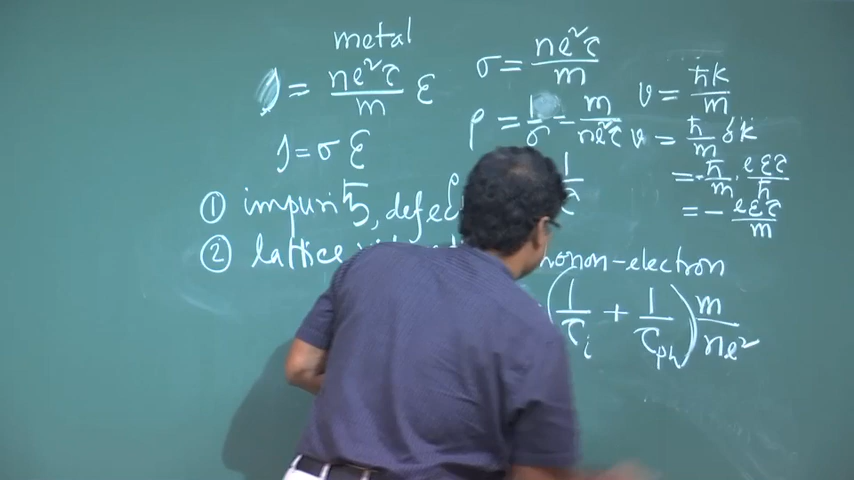 metal
J = ne²τ/m ε
J = σ ε
σ = ne²τ/m
ρ = 1/σ = m/ne²τ
v = ħk/m
v = ħ/m δk
= - ħ/m · eετ/ħ
= - eετ/m
① impurity, defec
② lattice
phonon-electron
(1/τᵢ + 1/τₚₕ) m/ne²